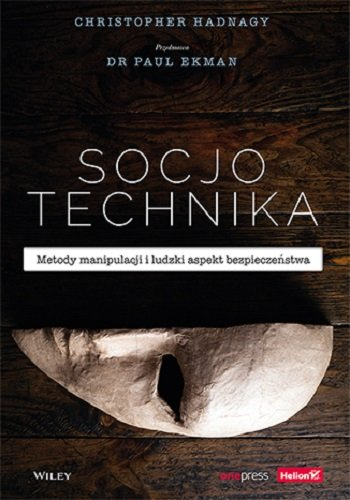 CHRISTOPHER HADNAGY
Przedmowa
DR PAUL EKMAN
SOCJO
TECHNIKA
Metody manipulacji i ludzki aspekt bezpieczeństwa
WILEY
onepress Helion